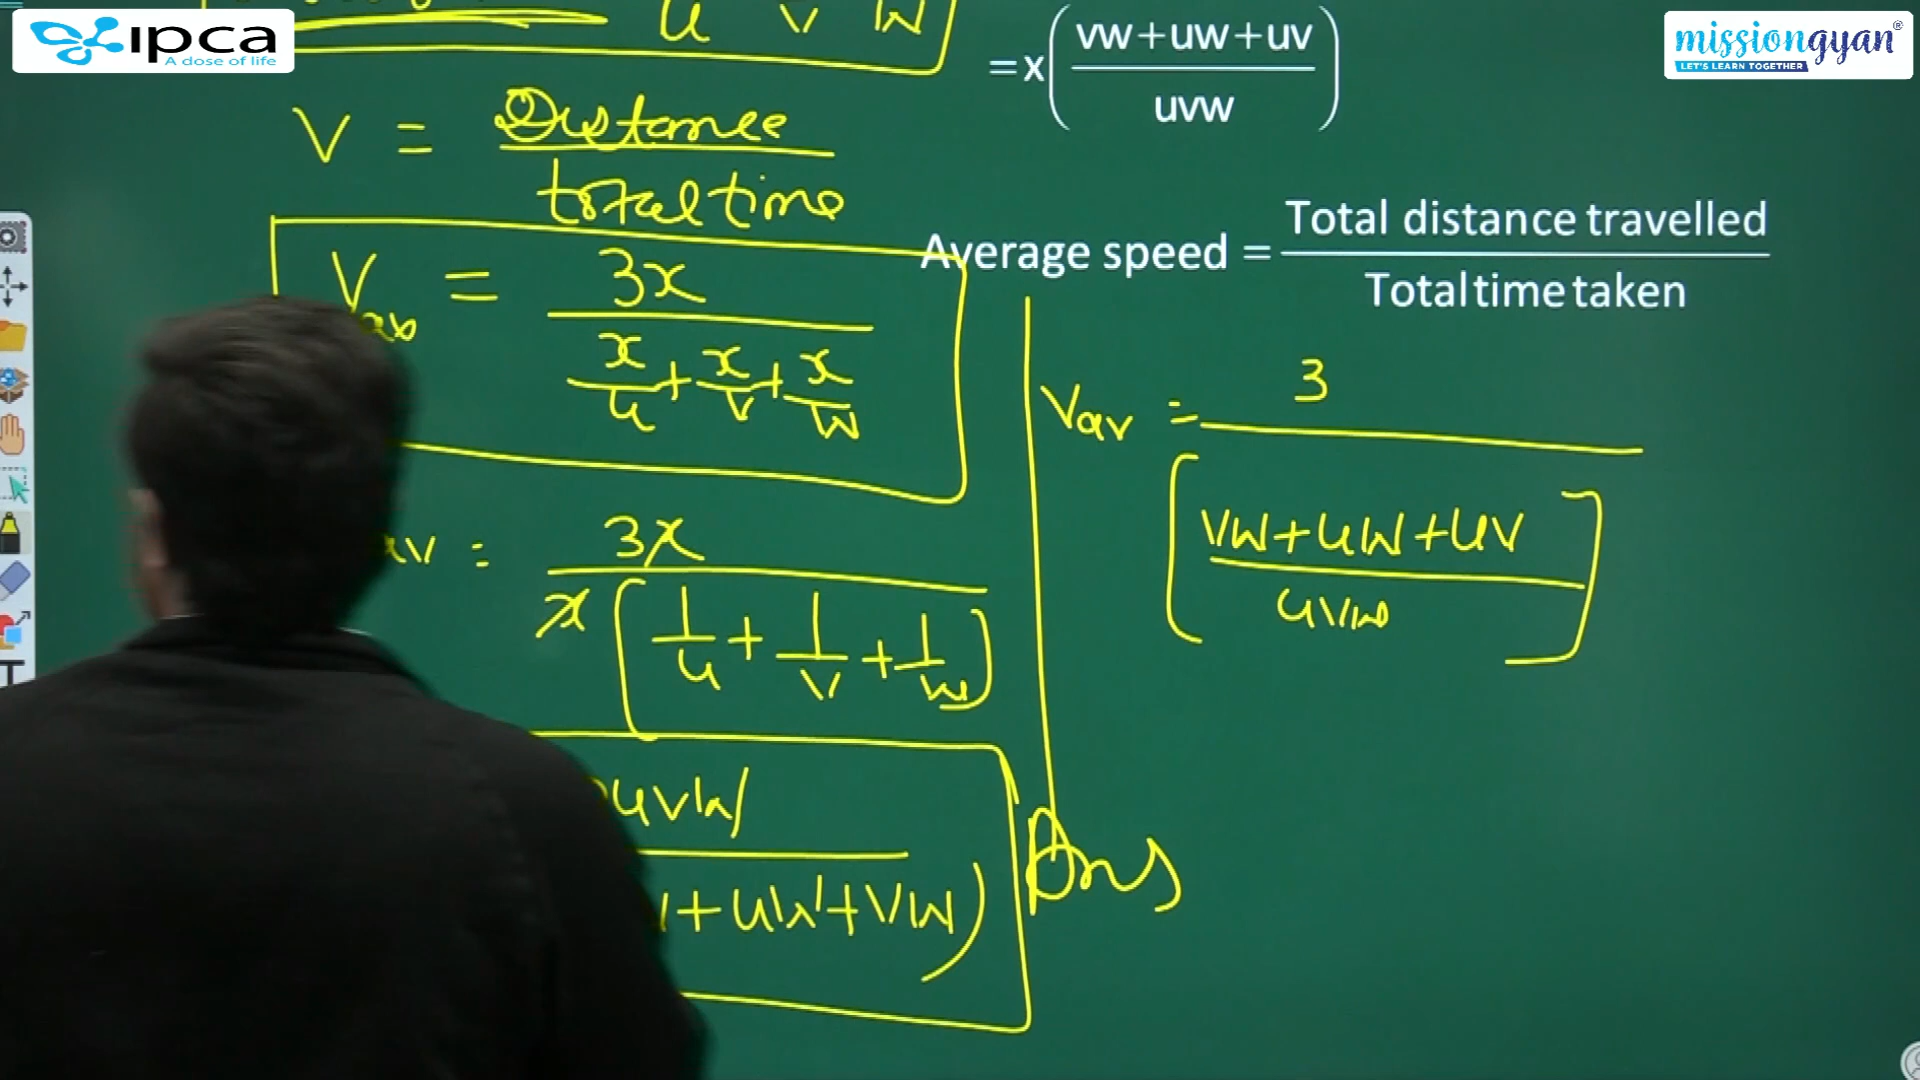 ipca
A dose of life
missiongyan®
LET'S LEARN TOGETHER
u v w
V = Distance / total time
Vav = 3x / (x/u + x/v + x/w)
av = 3x / x[1/u + 1/v + 1/w]
uvw
+ uw + vw)
Ans
= x((vw+uw+uv)/uvw)
Average speed = Total distance travelled / Total time taken
Vav = 3 / [(vw+uw+uv)/uvw]